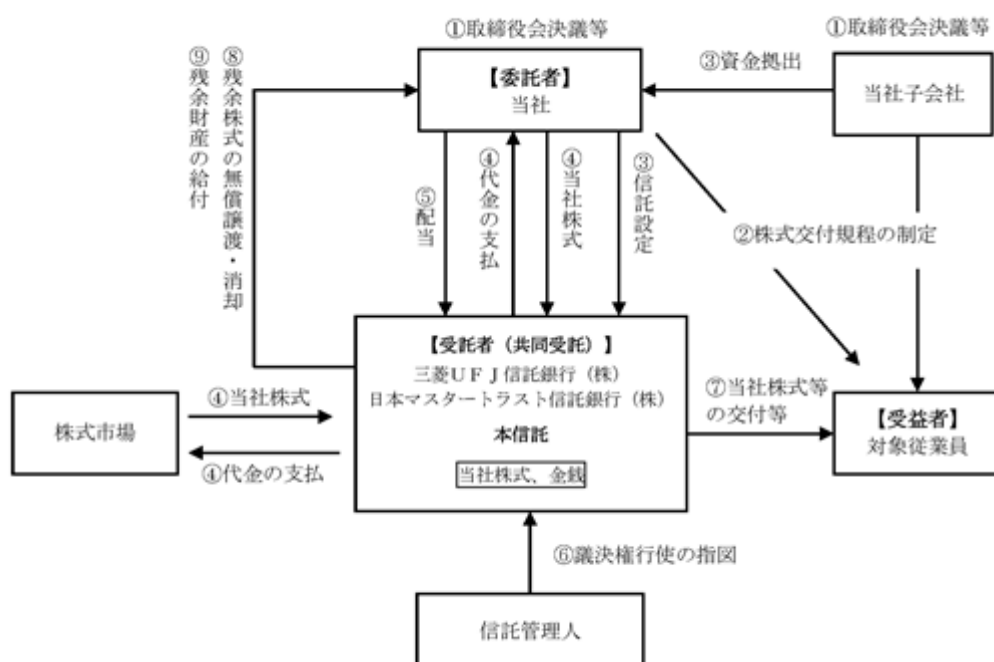 ①取締役会決議等
①取締役会決議等
【委託者】
当社
③資金拠出
当社子会社
⑨残余財産の給付
⑧残余株式の無償譲渡・消却
⑤配当
④代金の支払
④当社株式
③信託設定
②株式交付規程の制定
【受託者（共同受託）】
三菱UFJ信託銀行（株）
日本マスタートラスト信託銀行（株）
本信託
当社株式、金銭
株式市場
④当社株式
④代金の支払
⑦当社株式等
の交付等
【受益者】
対象従業員
⑥議決権行使の指図
信託管理人